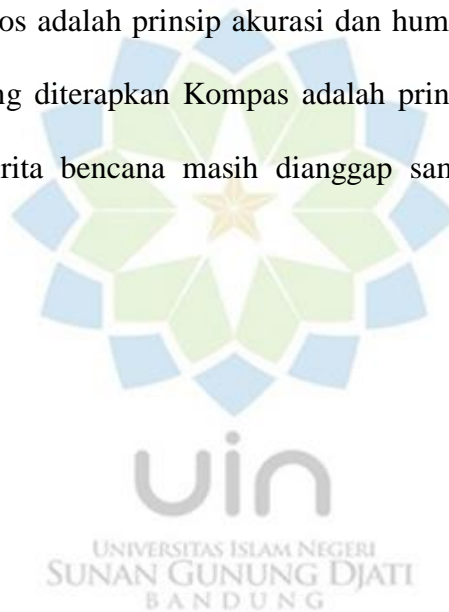 os adalah prinsip akurasi dan hum
ng diterapkan Kompas adalah prin
rita bencana masih dianggap san
uin
UNIVERSITAS ISLAM NEGERI
SUNAN GUNUNG DJATI
BANDUNG